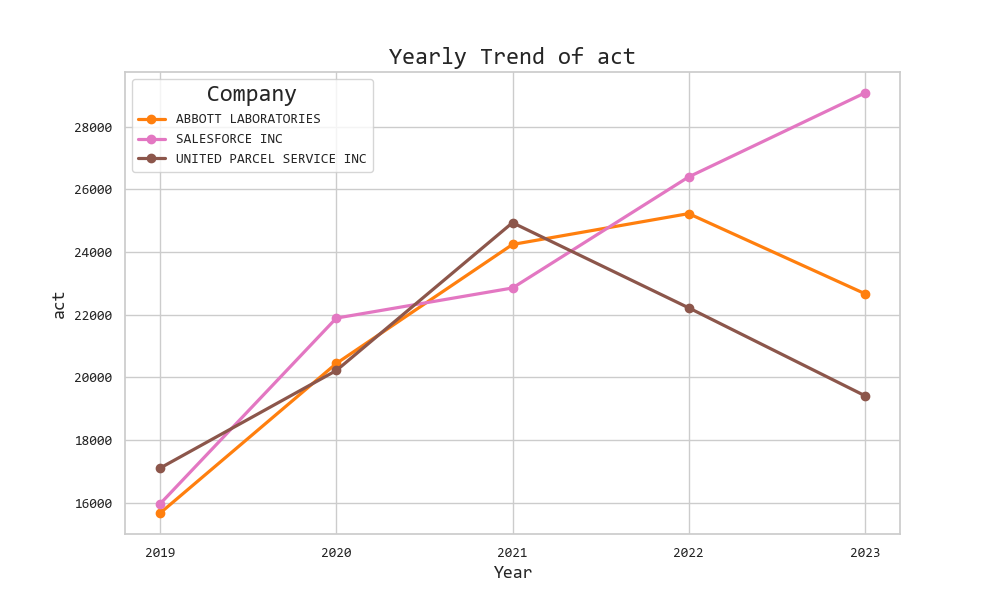 Yearly Trend of act
Company
ABBOTT LABORATORIES
SALESFORCE INC
UNITED PARCEL SERVICE INC
act
28000
26000
24000
22000
20000
18000
16000
2019 2020 2021 2022 2023
Year